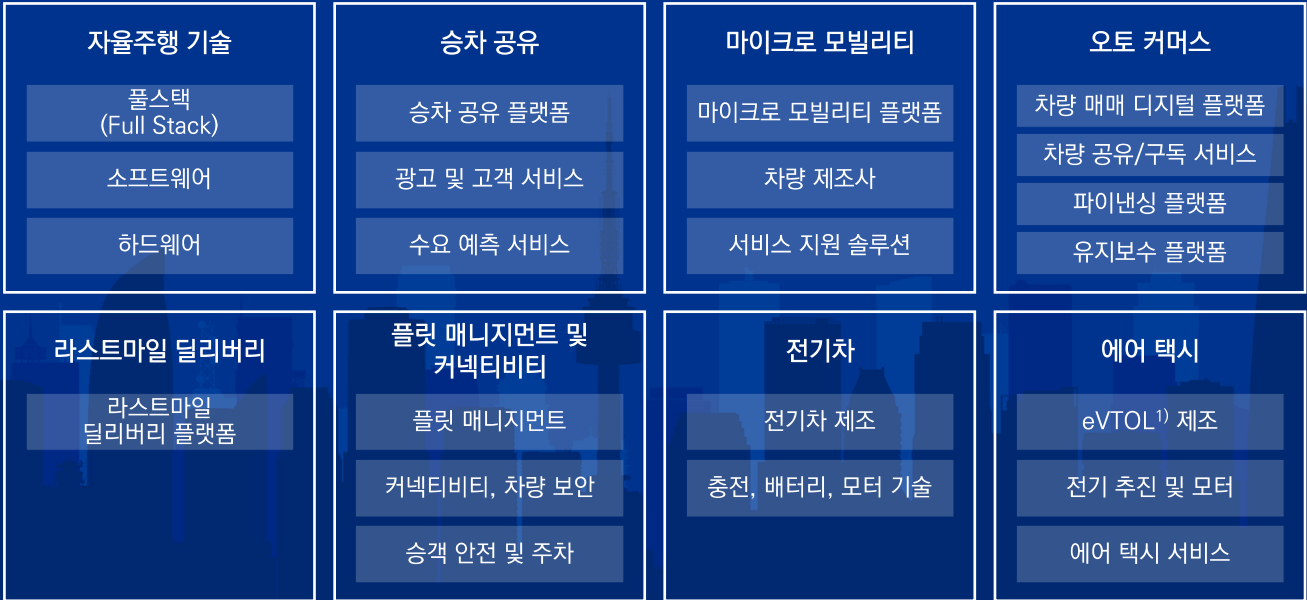 자율주행 기술
풀스택
(Full Stack)
소프트웨어
하드웨어
승차 공유
승차 공유 플랫폼
광고 및 고객 서비스
수요 예측 서비스
마이크로 모빌리티
마이크로 모빌리티 플랫폼
차량 제조사
서비스 지원 솔루션
오토 커머스
차량 매매 디지털 플랫폼
차량 공유/구독 서비스
파이낸싱 플랫폼
유지보수 플랫폼
라스트마일 딜리버리
라스트마일
딜리버리 플랫폼
플릿 매니지먼트 및
커넥티비티
플릿 매니지먼트
커넥티비티, 차량 보안
승객 안전 및 주차
전기차
전기차 제조
충전, 배터리, 모터 기술
에어 택시
eVTOL¹⁾ 제조
전기 추진 및 모터
에어 택시 서비스